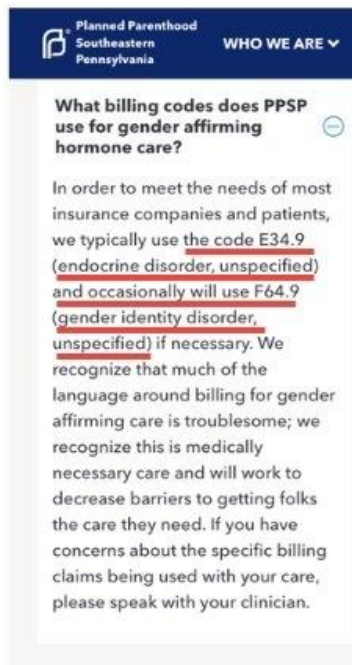 Planned Parenthood
Southeastern
Pennsylvania
WHO WE ARE
What billing codes does PPSP
use for gender affirming
hormone care?
In order to meet the needs of most
insurance companies and patients,
we typically use the code E34.9
(endocrine disorder, unspecified)
and occasionally will use F64.9
(gender identity disorder,
unspecified) if necessary. We
recognize that much of the
language around billing for gender
affirming care is troublesome; we
recognize this is medically
necessary care and will work to
decrease barriers to getting folks
the care they need. If you have
concerns about the specific billing
claims being used with your care,
please speak with your clinician.